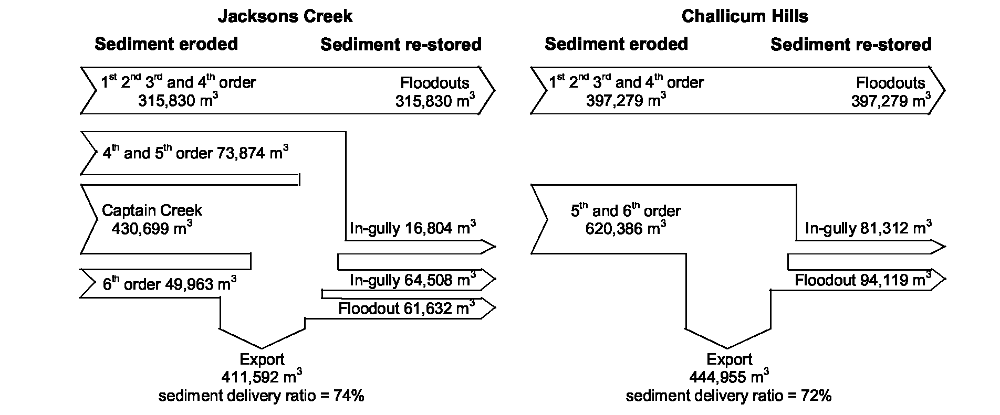 Jacksons Creek
Sediment eroded
Sediment re-stored
1st 2nd 3rd and 4th order
315,830 m3
Floodouts
315,830 m3
4th and 5th order 73,874 m3
Captain Creek
430,699 m3
In-gully 16,804 m3
6th order 49,963 m3
In-gully 64,508 m3
Floodout 61,632 m3
Export
411,592 m3
sediment delivery ratio = 74%
Challicum Hills
Sediment eroded
Sediment re-stored
1st 2nd 3rd and 4th order
397,279 m3
Floodouts
397,279 m3
5th and 6th order
620,386 m3
In-gully 81,312 m3
Floodout 94,119 m3
Export
444,955 m3
sediment delivery ratio = 72%